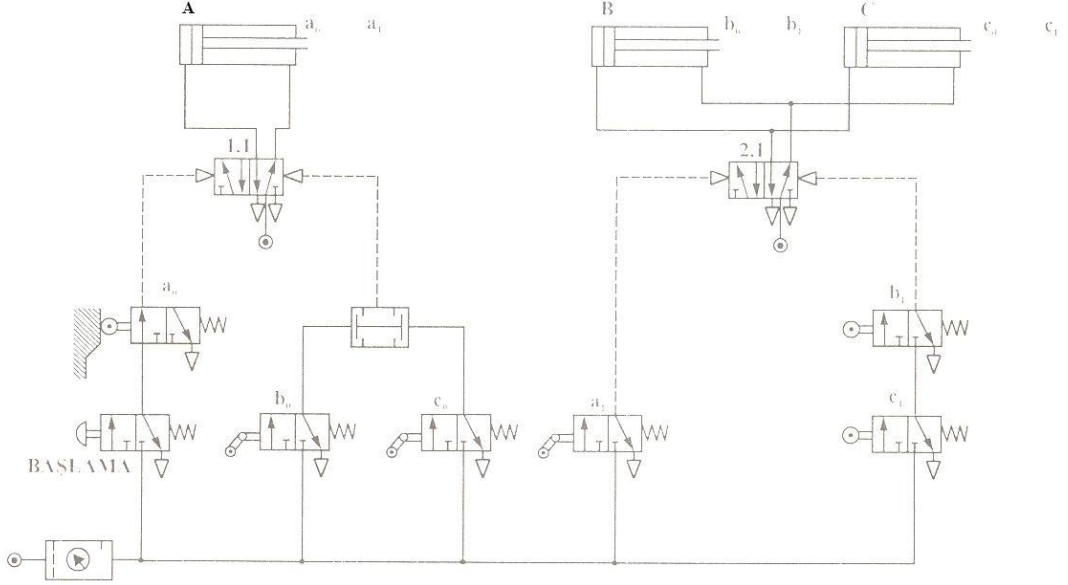 A
a₀ a₁
B
b₀ b₁
C
c₀ c₁
1.1
2.1
a₀
b₁
b₀
c₀
a₁
c₁
BAŞLAMA